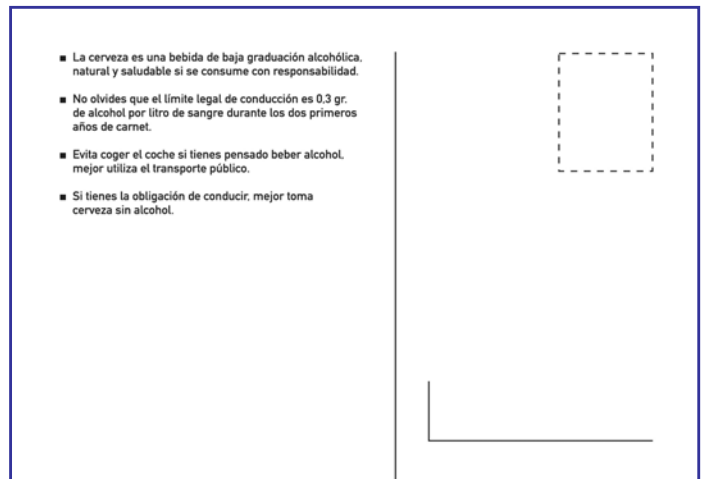 ■ La cerveza es una bebida de baja graduación alcohólica,
natural y saludable si se consume con responsabilidad.
■ No olvides que el límite legal de conducción es 0,3 gr.
de alcohol por litro de sangre durante los dos primeros
años de carnet.
■ Evita coger el coche si tienes pensado beber alcohol,
mejor utiliza el transporte público.
■ Si tienes la obligación de conducir, mejor toma
cerveza sin alcohol.